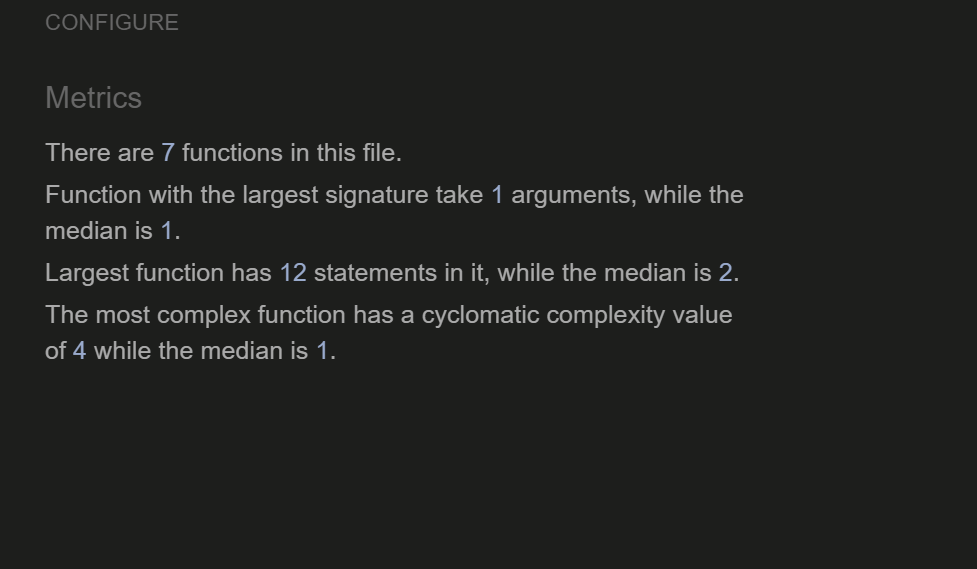 CONFIGURE
Metrics
There are 7 functions in this file.
Function with the largest signature take 1 arguments, while the
median is 1.
Largest function has 12 statements in it, while the median is 2.
The most complex function has a cyclomatic complexity value
of 4 while the median is 1.